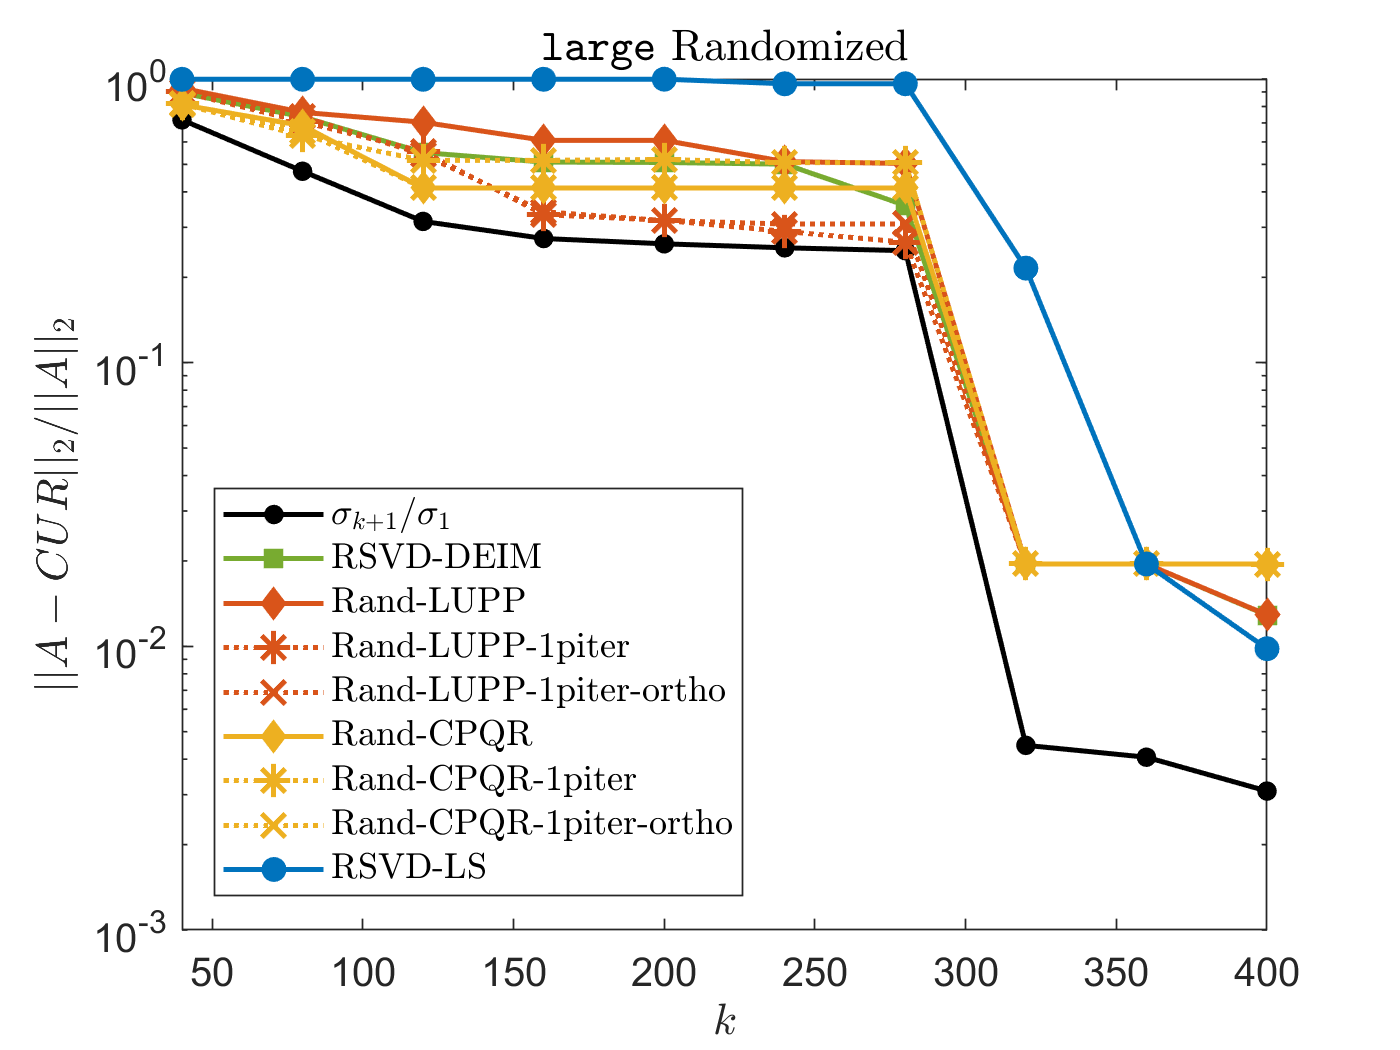 large Randomized
10^0
10^-1
10^-2
10^-3
||A − CUR||_2/||A||_2
σ_{k+1}/σ_1
RSVD-DEIM
Rand-LUPP
Rand-LUPP-1piter
Rand-LUPP-1piter-ortho
Rand-CPQR
Rand-CPQR-1piter
Rand-CPQR-1piter-ortho
RSVD-LS
50 100 150 200 250 300 350 400
k